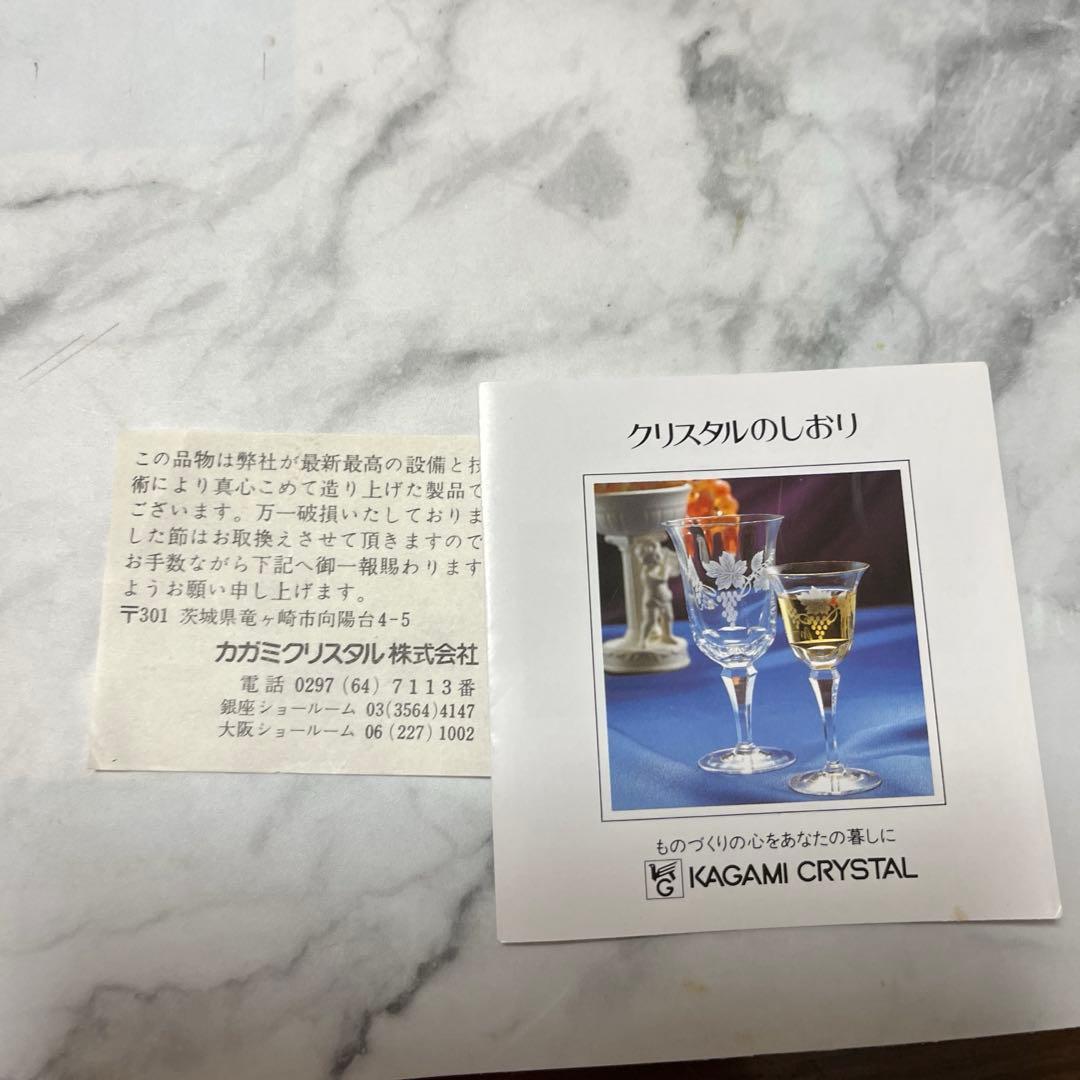 この品物は弊社が最新最高の設備と技
術により真心こめて造り上げた製品で
ございます。万一破損いたしておりま
した節はお取換えさせて頂きますので
お手数ながら下記へ御一報賜わります
ようお願い申し上げます。
〒301 茨城県竜ヶ崎市向陽台4-5
カガミクリスタル株式会社
電話 0297(64)7113番
銀座ショールーム 03(3564)4147
大阪ショールーム 06(227)1002
クリスタルのしおり
ものづくりの心をあなたの暮しに
G KAGAMI CRYSTAL